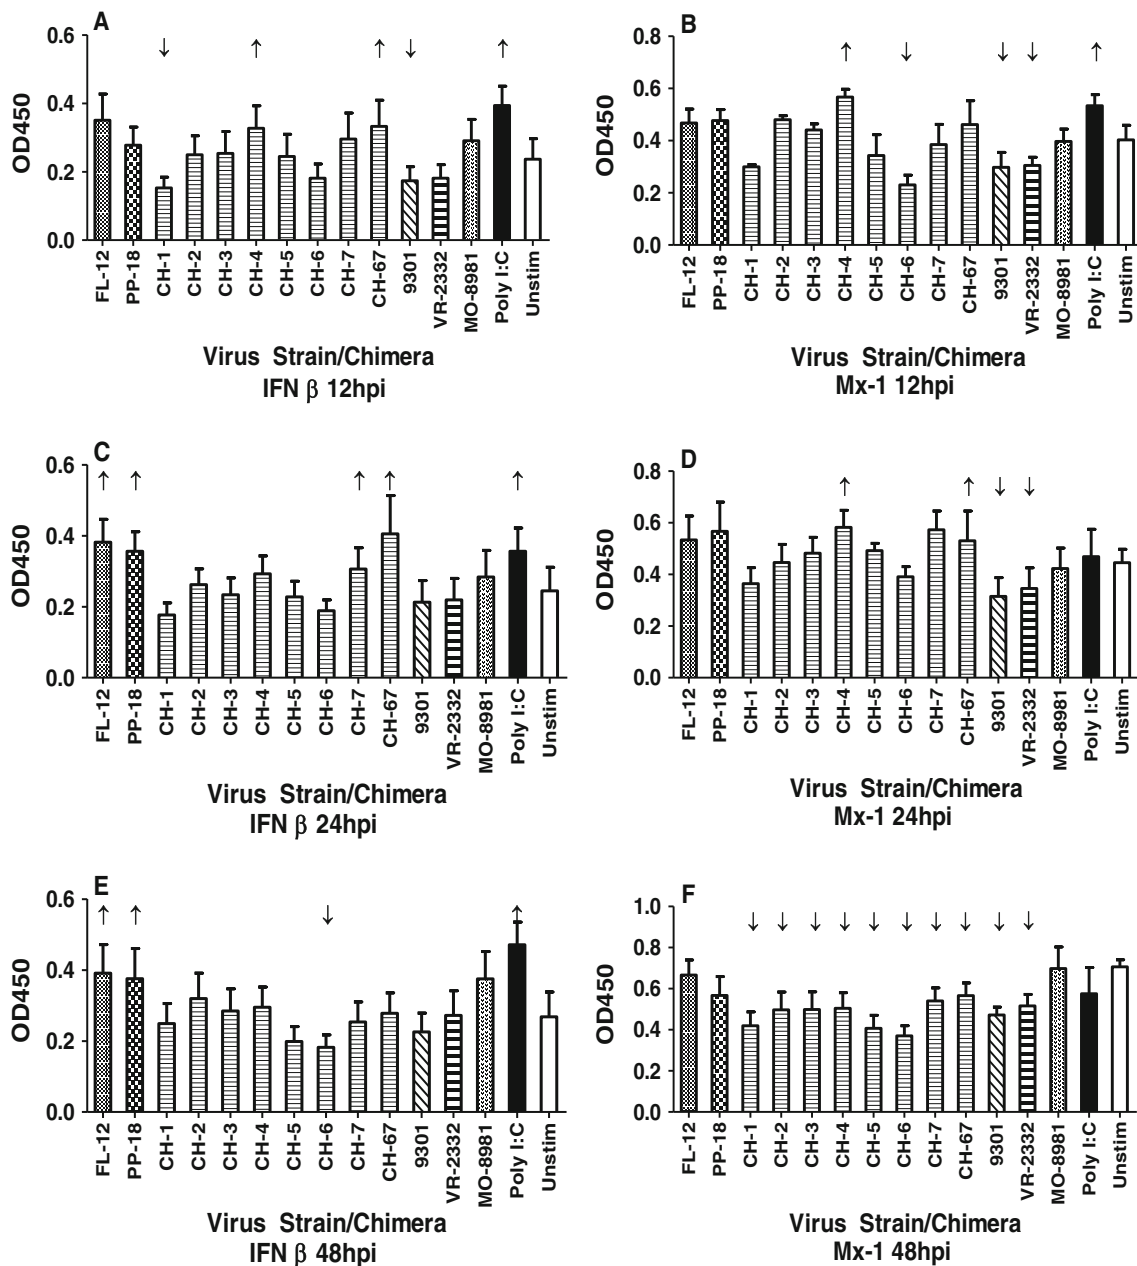 A
0.6
0.4
0.2
0.0
OD450
↓ ↑ ↑ ↓ ↑
FL-12 PP-18 CH-1 CH-2 CH-3 CH-4 CH-5 CH-6 CH-7 CH-67 9301 VR-2332 MO-8981 Poly I:C Unstim
Virus Strain/Chimera
IFN β 12hpi
B
0.8
0.6
0.4
0.2
0.0
OD450
↑ ↓ ↓ ↓ ↑
FL-12 PP-18 CH-1 CH-2 CH-3 CH-4 CH-5 CH-6 CH-7 CH-67 9301 VR-2332 MO-8981 Poly I:C Unstim
Virus Strain/Chimera
Mx-1 12hpi
C
0.6
0.4
0.2
0.0
OD450
↑ ↑ ↑ ↑ ↑
FL-12 PP-18 CH-1 CH-2 CH-3 CH-4 CH-5 CH-6 CH-7 CH-67 9301 VR-2332 MO-8981 Poly I:C Unstim
Virus Strain/Chimera
IFN β 24hpi
D
0.8
0.6
0.4
0.2
0.0
OD450
↑ ↑ ↓ ↓
FL-12 PP-18 CH-1 CH-2 CH-3 CH-4 CH-5 CH-6 CH-7 CH-67 9301 VR-2332 MO-8981 Poly I:C Unstim
Virus Strain/Chimera
Mx-1 24hpi
E
0.6
0.4
0.2
0.0
OD450
↑ ↑ ↓ ↑
FL-12 PP-18 CH-1 CH-2 CH-3 CH-4 CH-5 CH-6 CH-7 CH-67 9301 VR-2332 MO-8981 Poly I:C Unstim
Virus Strain/Chimera
IFN β 48hpi
F
1.0
0.8
0.6
0.4
0.2
0.0
OD450
↓ ↓ ↓ ↓ ↓ ↓ ↓ ↓ ↓ ↓
FL-12 PP-18 CH-1 CH-2 CH-3 CH-4 CH-5 CH-6 CH-7 CH-67 9301 VR-2332 MO-8981 Poly I:C Unstim
Virus Strain/Chimera
Mx-1 48hpi